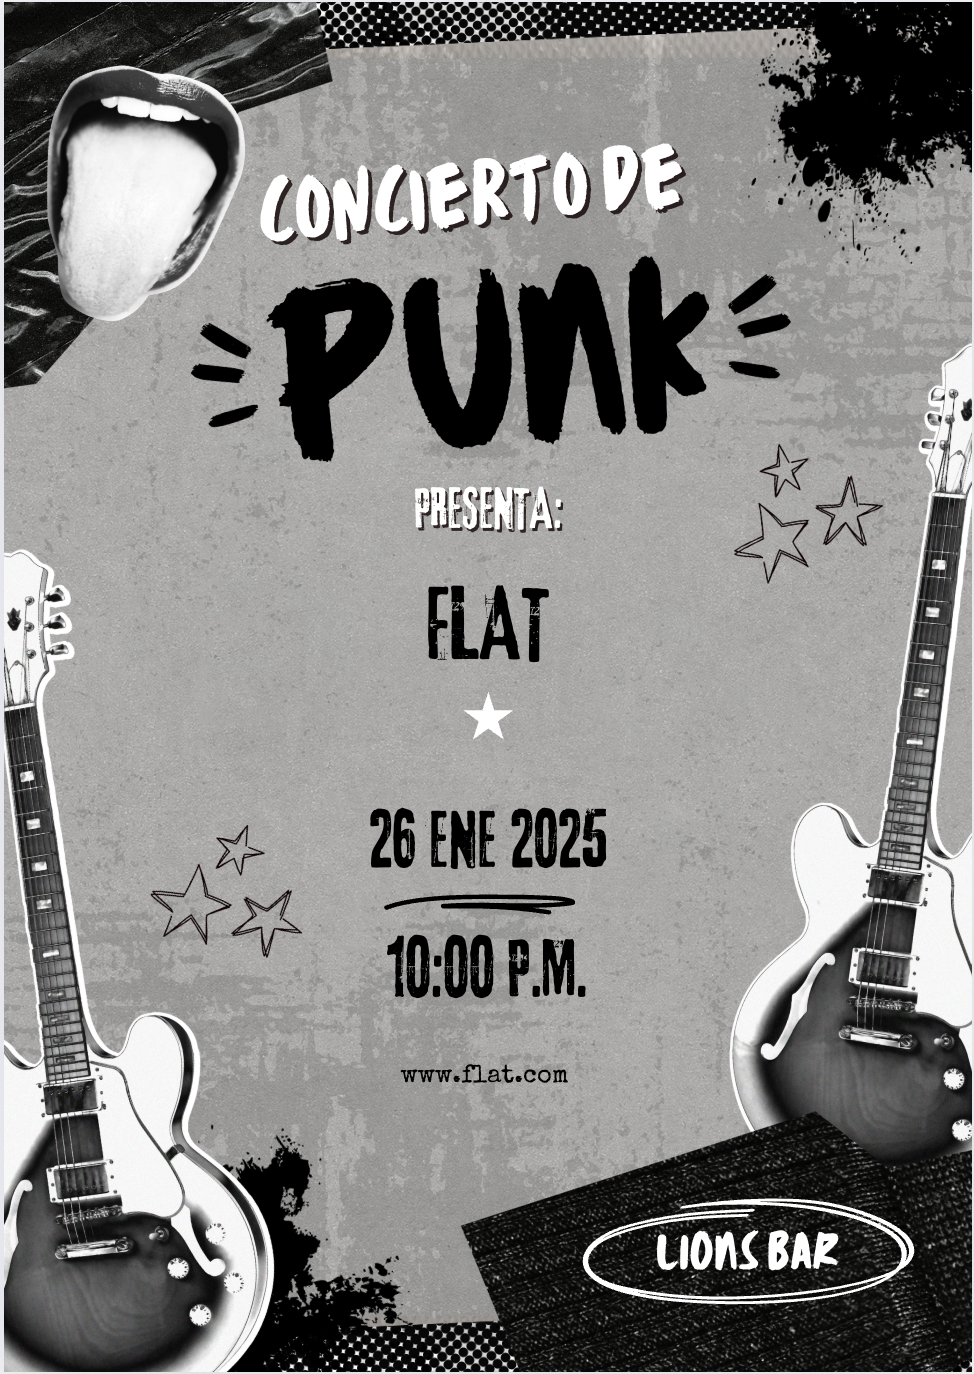 CONCIERTO DE
PUNK
PRESENTA:
FLAT
26 ENE 2025
10:00 P.M.
www.flat.com
LIONS BAR